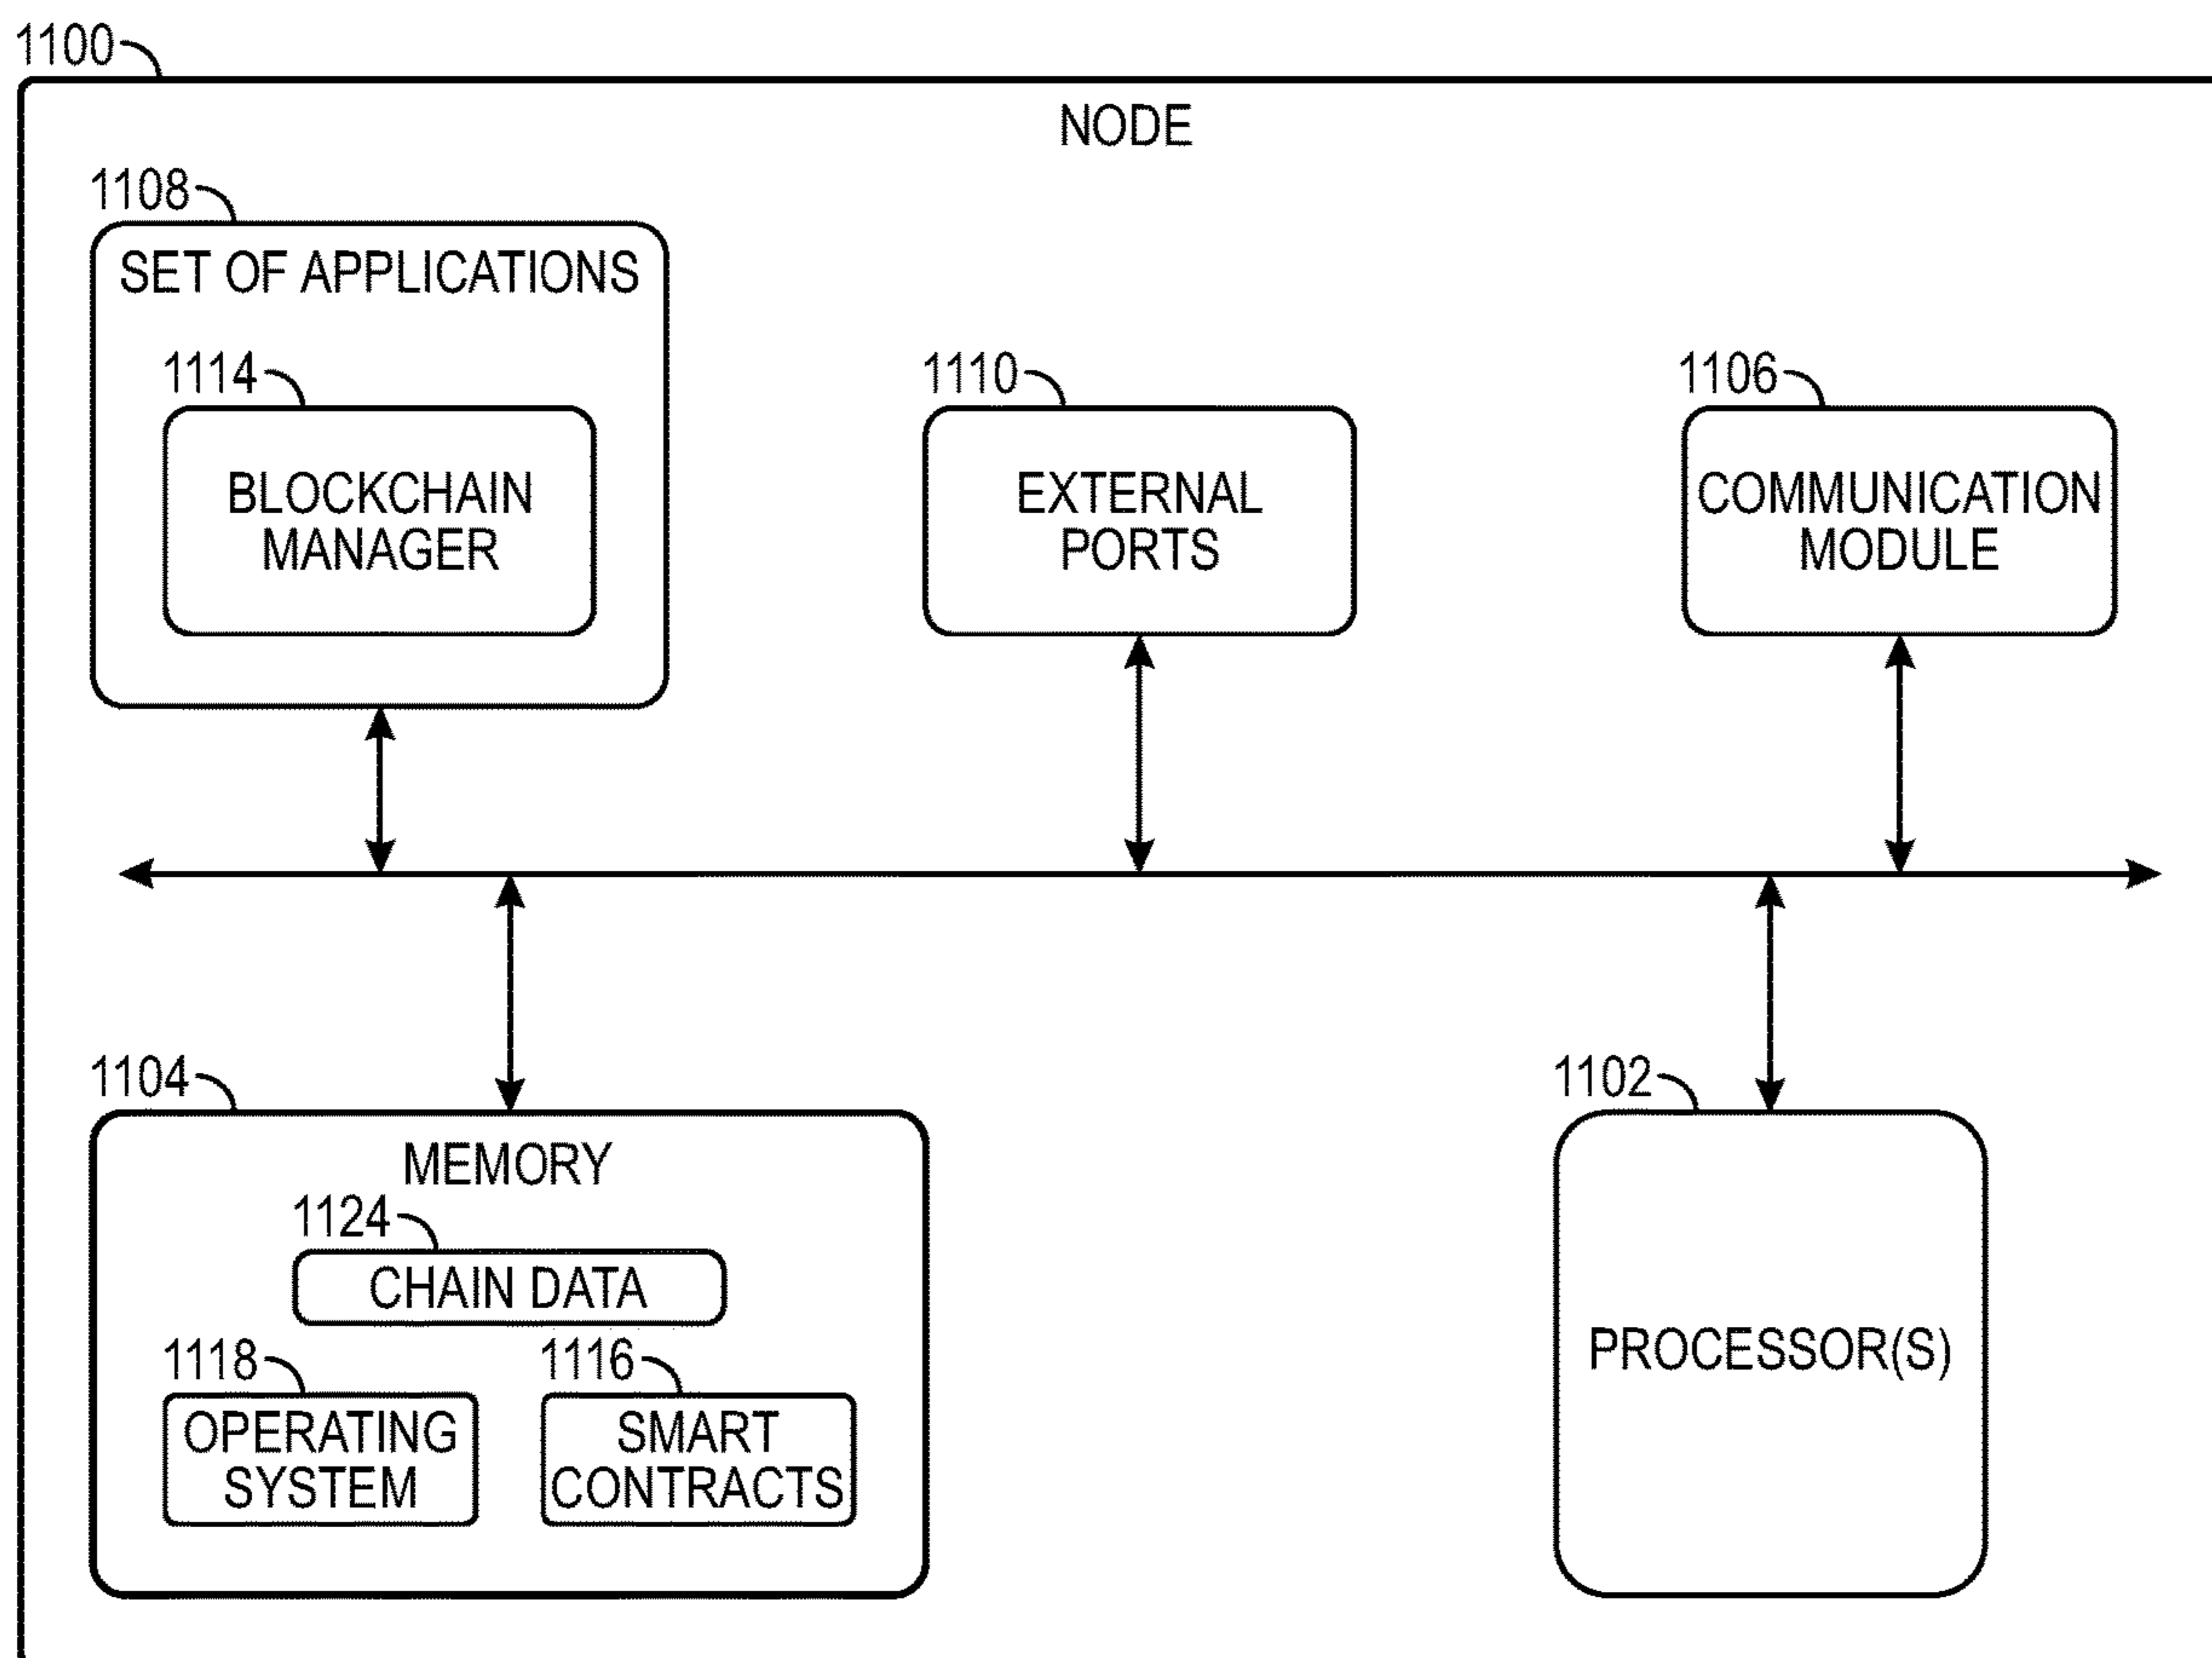 1100
NODE
1108
SET OF APPLICATIONS
1114
BLOCKCHAIN
MANAGER
1110
EXTERNAL
PORTS
1106
COMMUNICATION
MODULE
1104
MEMORY
1124
CHAIN DATA
1118
OPERATING
SYSTEM
1116
SMART
CONTRACTS
1102
PROCESSOR(S)